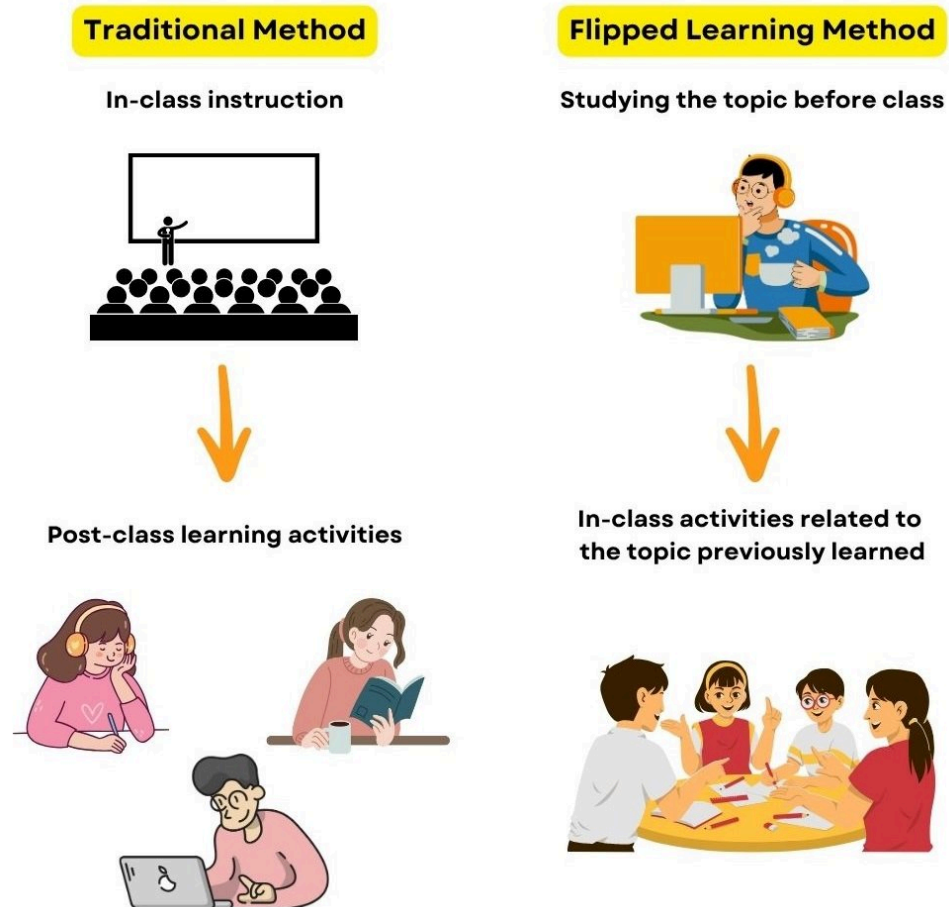 Traditional Method
In-class instruction
Post-class learning activities
Flipped Learning Method
Studying the topic before class
In-class activities related to
the topic previously learned